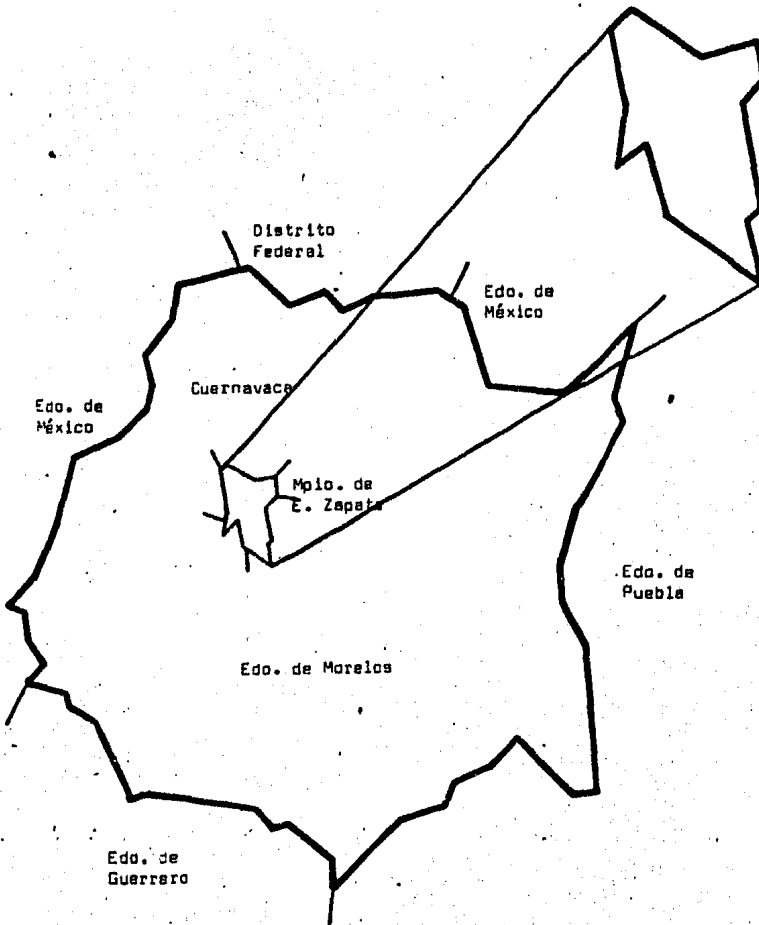 Distrito
Federal
Edo. de
México
Cuernavaca
Edo. de
México
Mpio. de
E. Zapata
Edo. de
Puebla
Edo. de Morelos
Edo. de
Guerrero